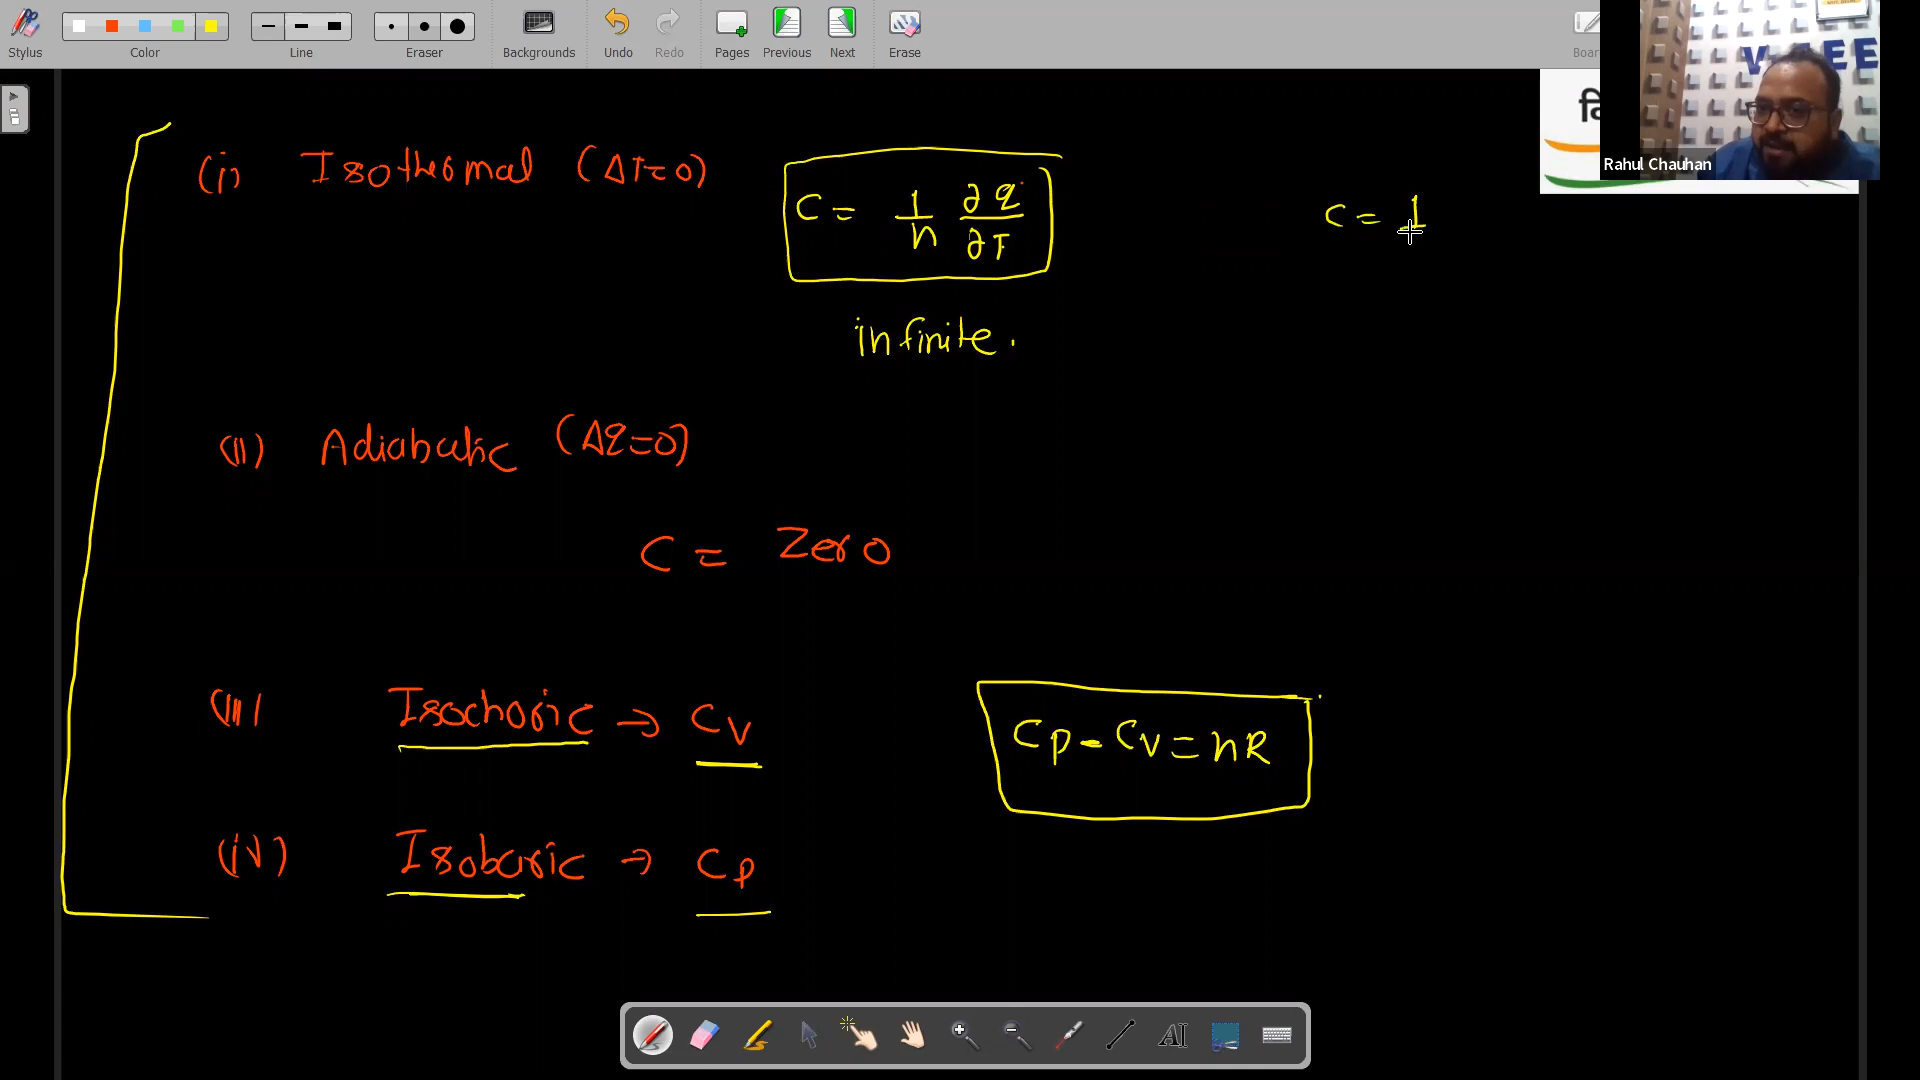 Stylus
Color
Line
Eraser
Backgrounds
Undo
Redo
Pages
Previous
Next
Erase
Rahul Chauhan
(i) Isothermal (ΔT=0)
C = 1/n ∂q/∂T
C = 1
infinite.
(ii) Adiabatic (Δq=0)
C = Zero
(iii) Isochoric → Cv
Cp - Cv = nR
(iv) Isobaric → Cp
AI